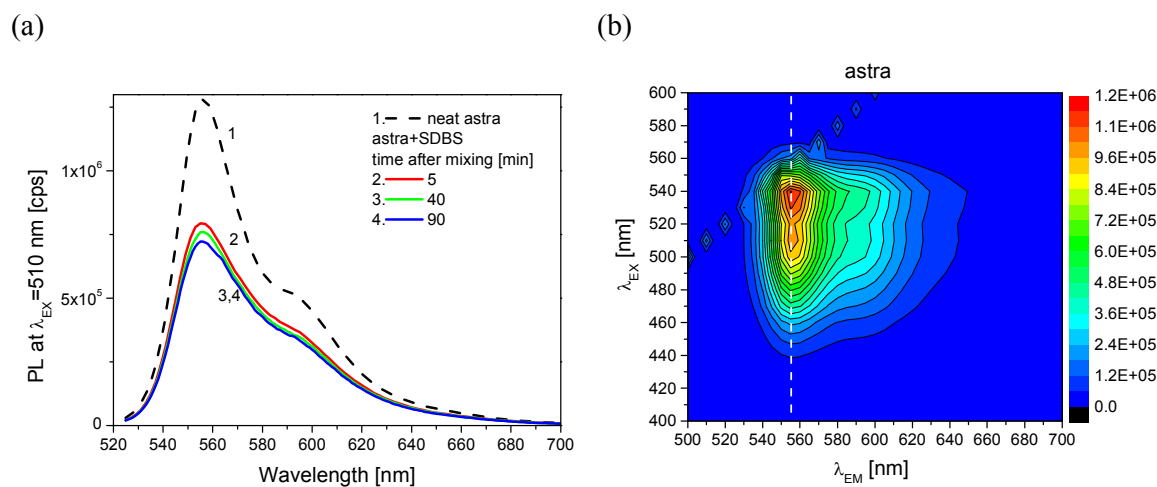 (a)
PL at λEX=510 nm [cps]
1x10^6
5x10^5
0
520 540 560 580 600 620 640 660 680 700
Wavelength [nm]
1
2
3,4
1. neat astra
astra+SDBS
time after mixing [min]
2. 5
3. 40
4. 90
(b)
astra
λEX [nm]
600
580
560
540
520
500
480
460
440
420
400
500 520 540 560 580 600 620 640 660 680 700
λEM [nm]
1.2E+06
1.1E+06
9.6E+05
8.4E+05
7.2E+05
6.0E+05
4.8E+05
3.6E+05
2.4E+05
1.2E+05
0.0